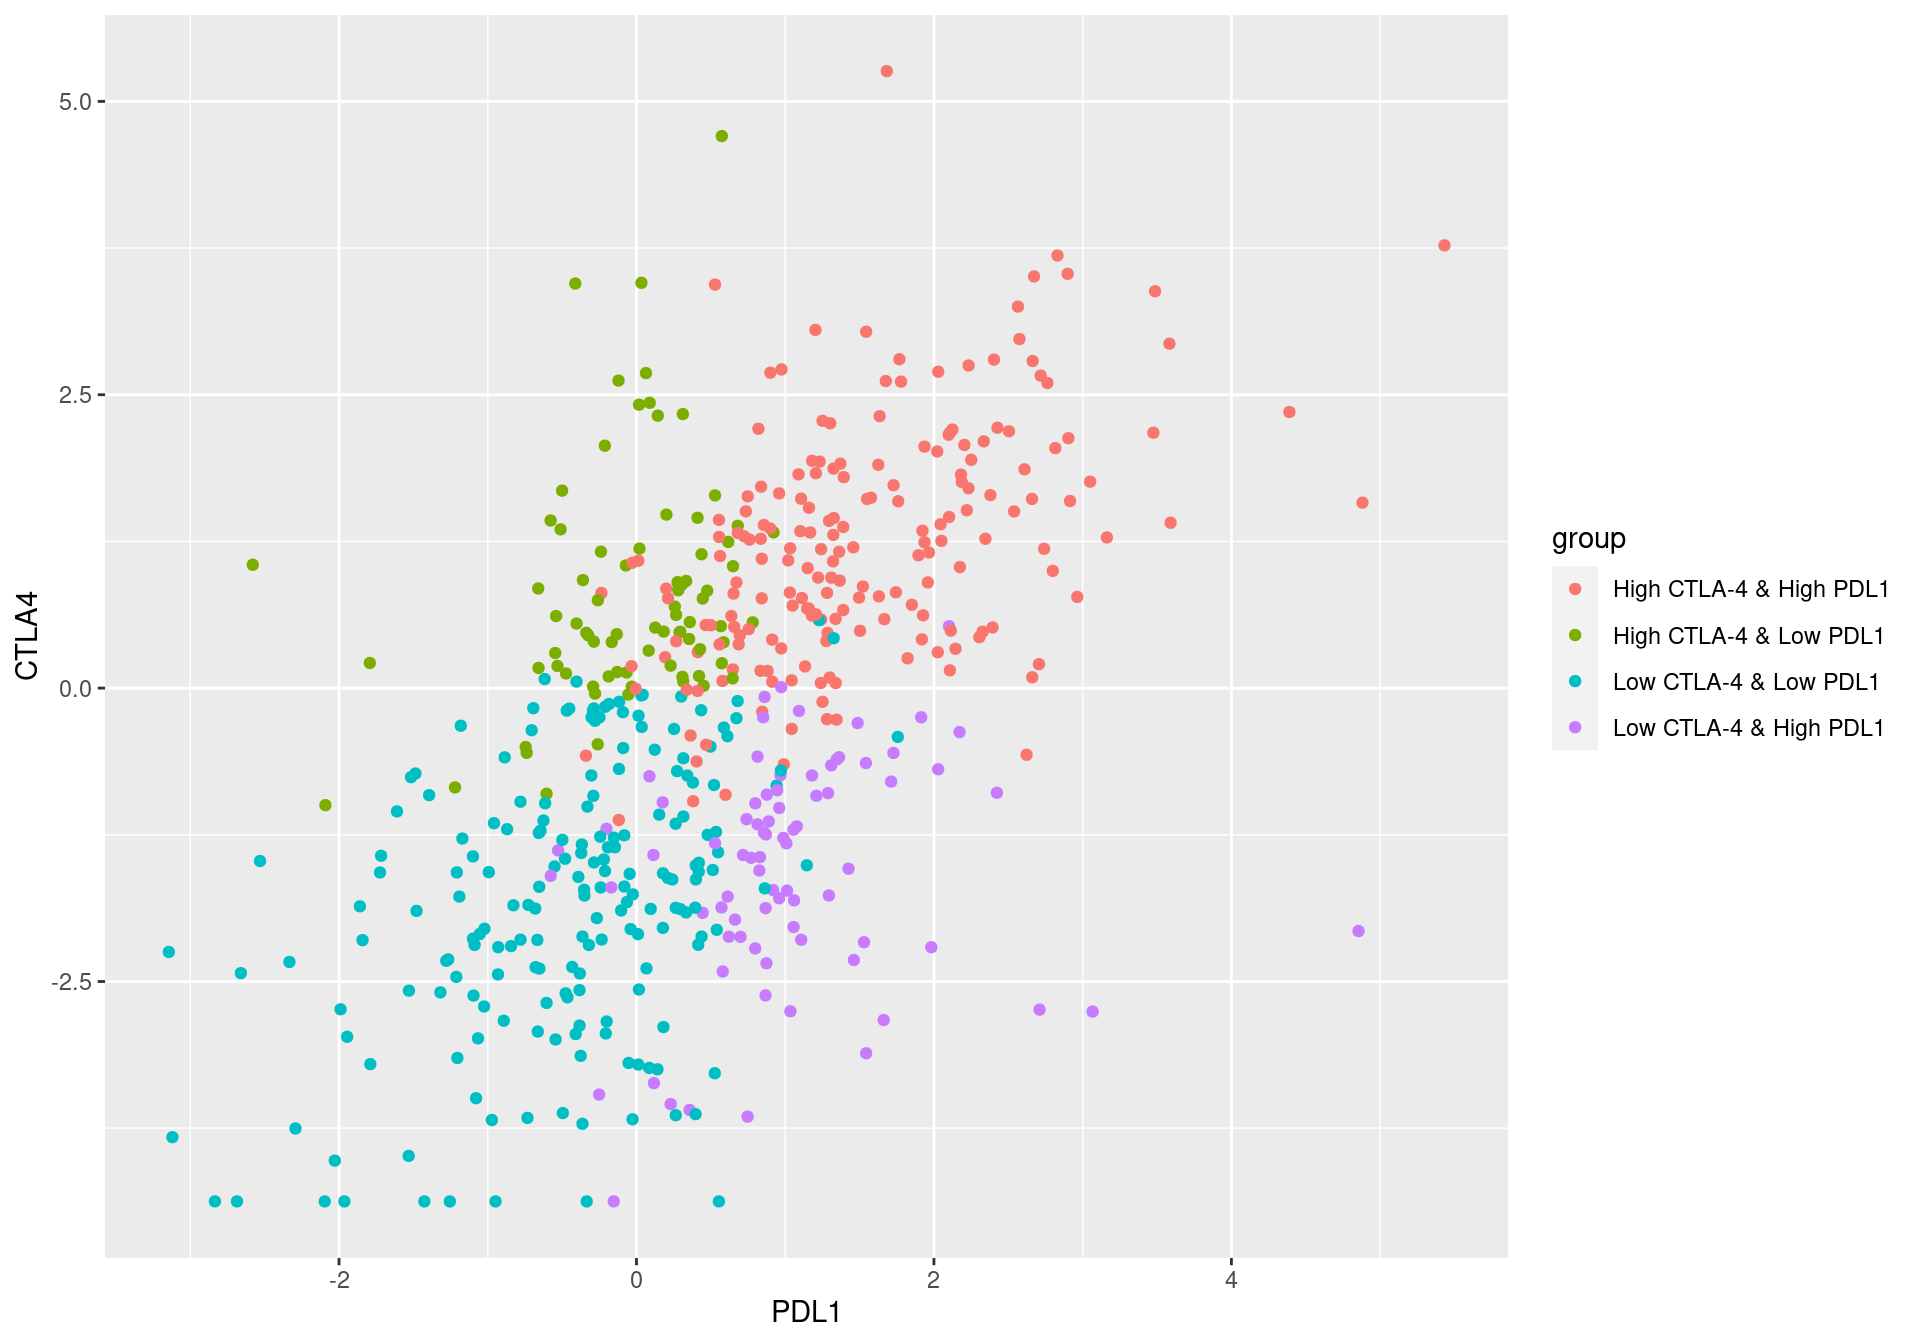 5.0
2.5
0.0
-2.5
CTLA4
-2
0
2
4
PDL1
group
High CTLA-4 & High PDL1
High CTLA-4 & Low PDL1
Low CTLA-4 & Low PDL1
Low CTLA-4 & High PDL1